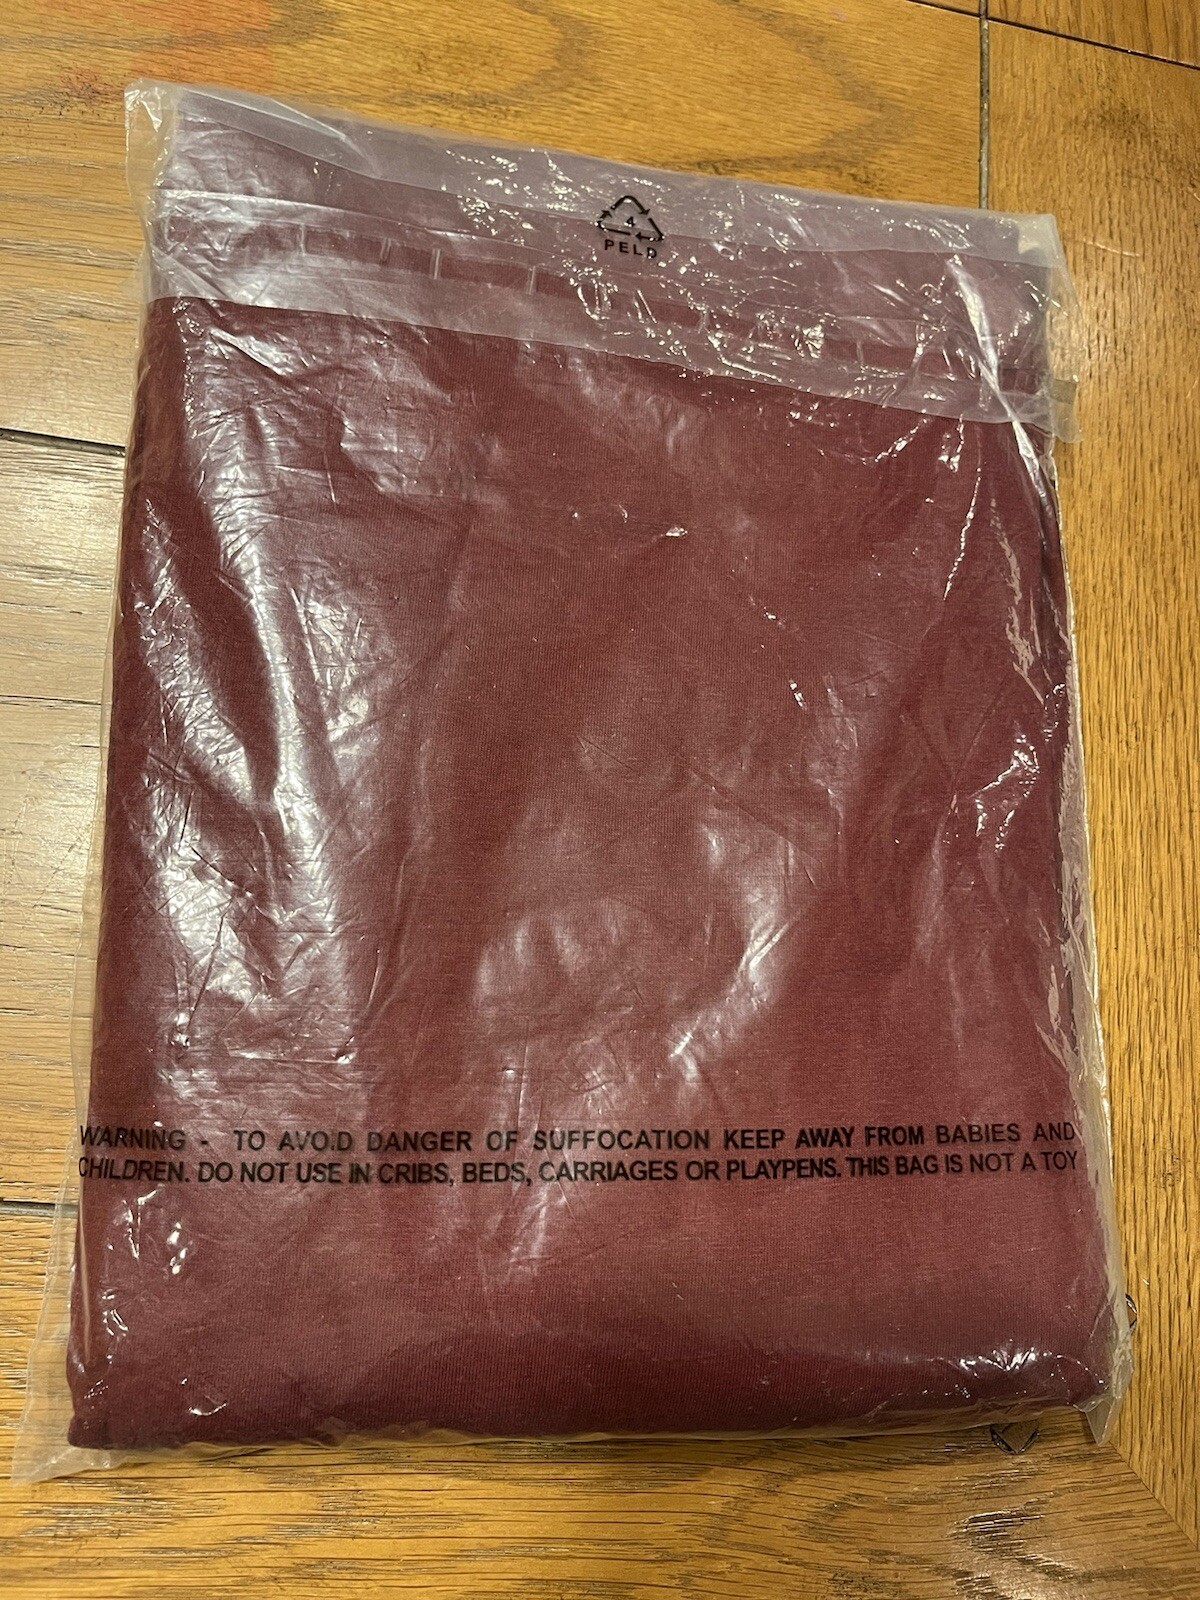 4
PELD
WARNING - TO AVOID DANGER OF SUFFOCATION KEEP AWAY FROM BABIES AND
CHILDREN. DO NOT USE IN CRIBS, BEDS, CARRIAGES OR PLAYPENS. THIS BAG IS NOT A TOY